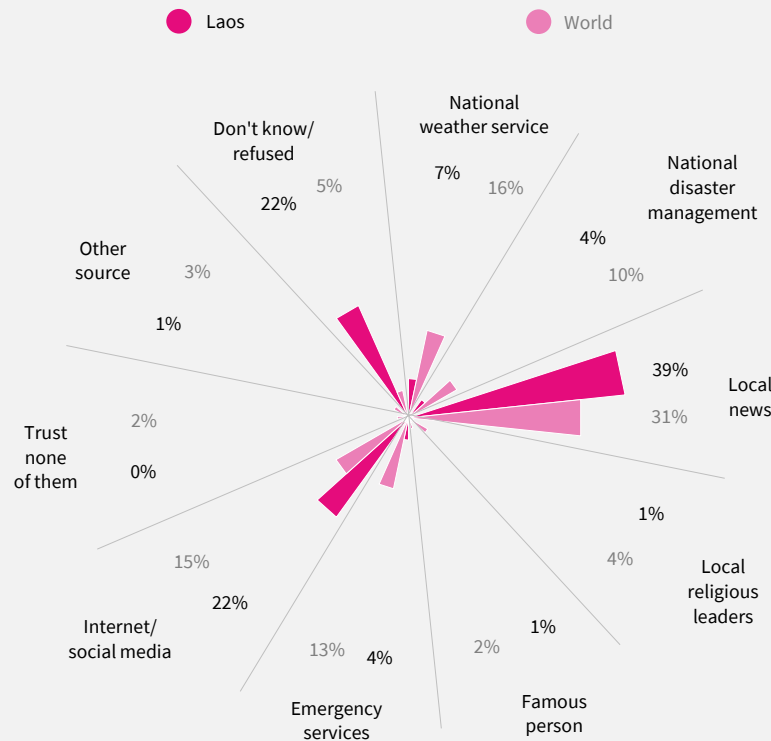 Laos
World
National
weather service
7%
16%
National
disaster
management
4%
10%
Local
news
39%
31%
Local
religious
leaders
1%
4%
Famous
person
1%
2%
Emergency
services
4%
13%
Internet/
social media
22%
15%
Trust
none
of them
0%
2%
Other
source
1%
3%
Don't know/
refused
22%
5%